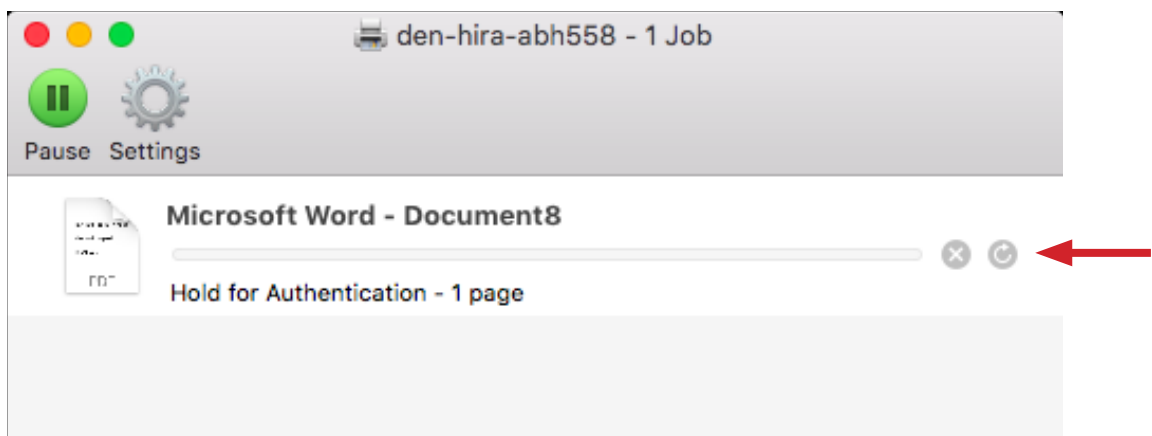 den-hira-abh558 - 1 Job
Pause Settings
Microsoft Word - Document8
Hold for Authentication - 1 page